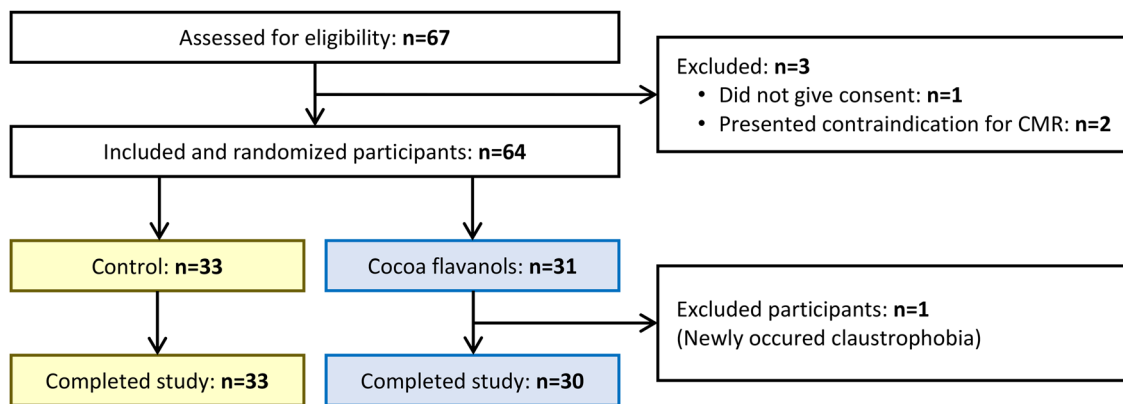 Assessed for eligibility: n=67
Excluded: n=3
• Did not give consent: n=1
• Presented contraindication for CMR: n=2
Included and randomized participants: n=64
Control: n=33
Cocoa flavanols: n=31
Excluded participants: n=1
(Newly occured claustrophobia)
Completed study: n=33
Completed study: n=30